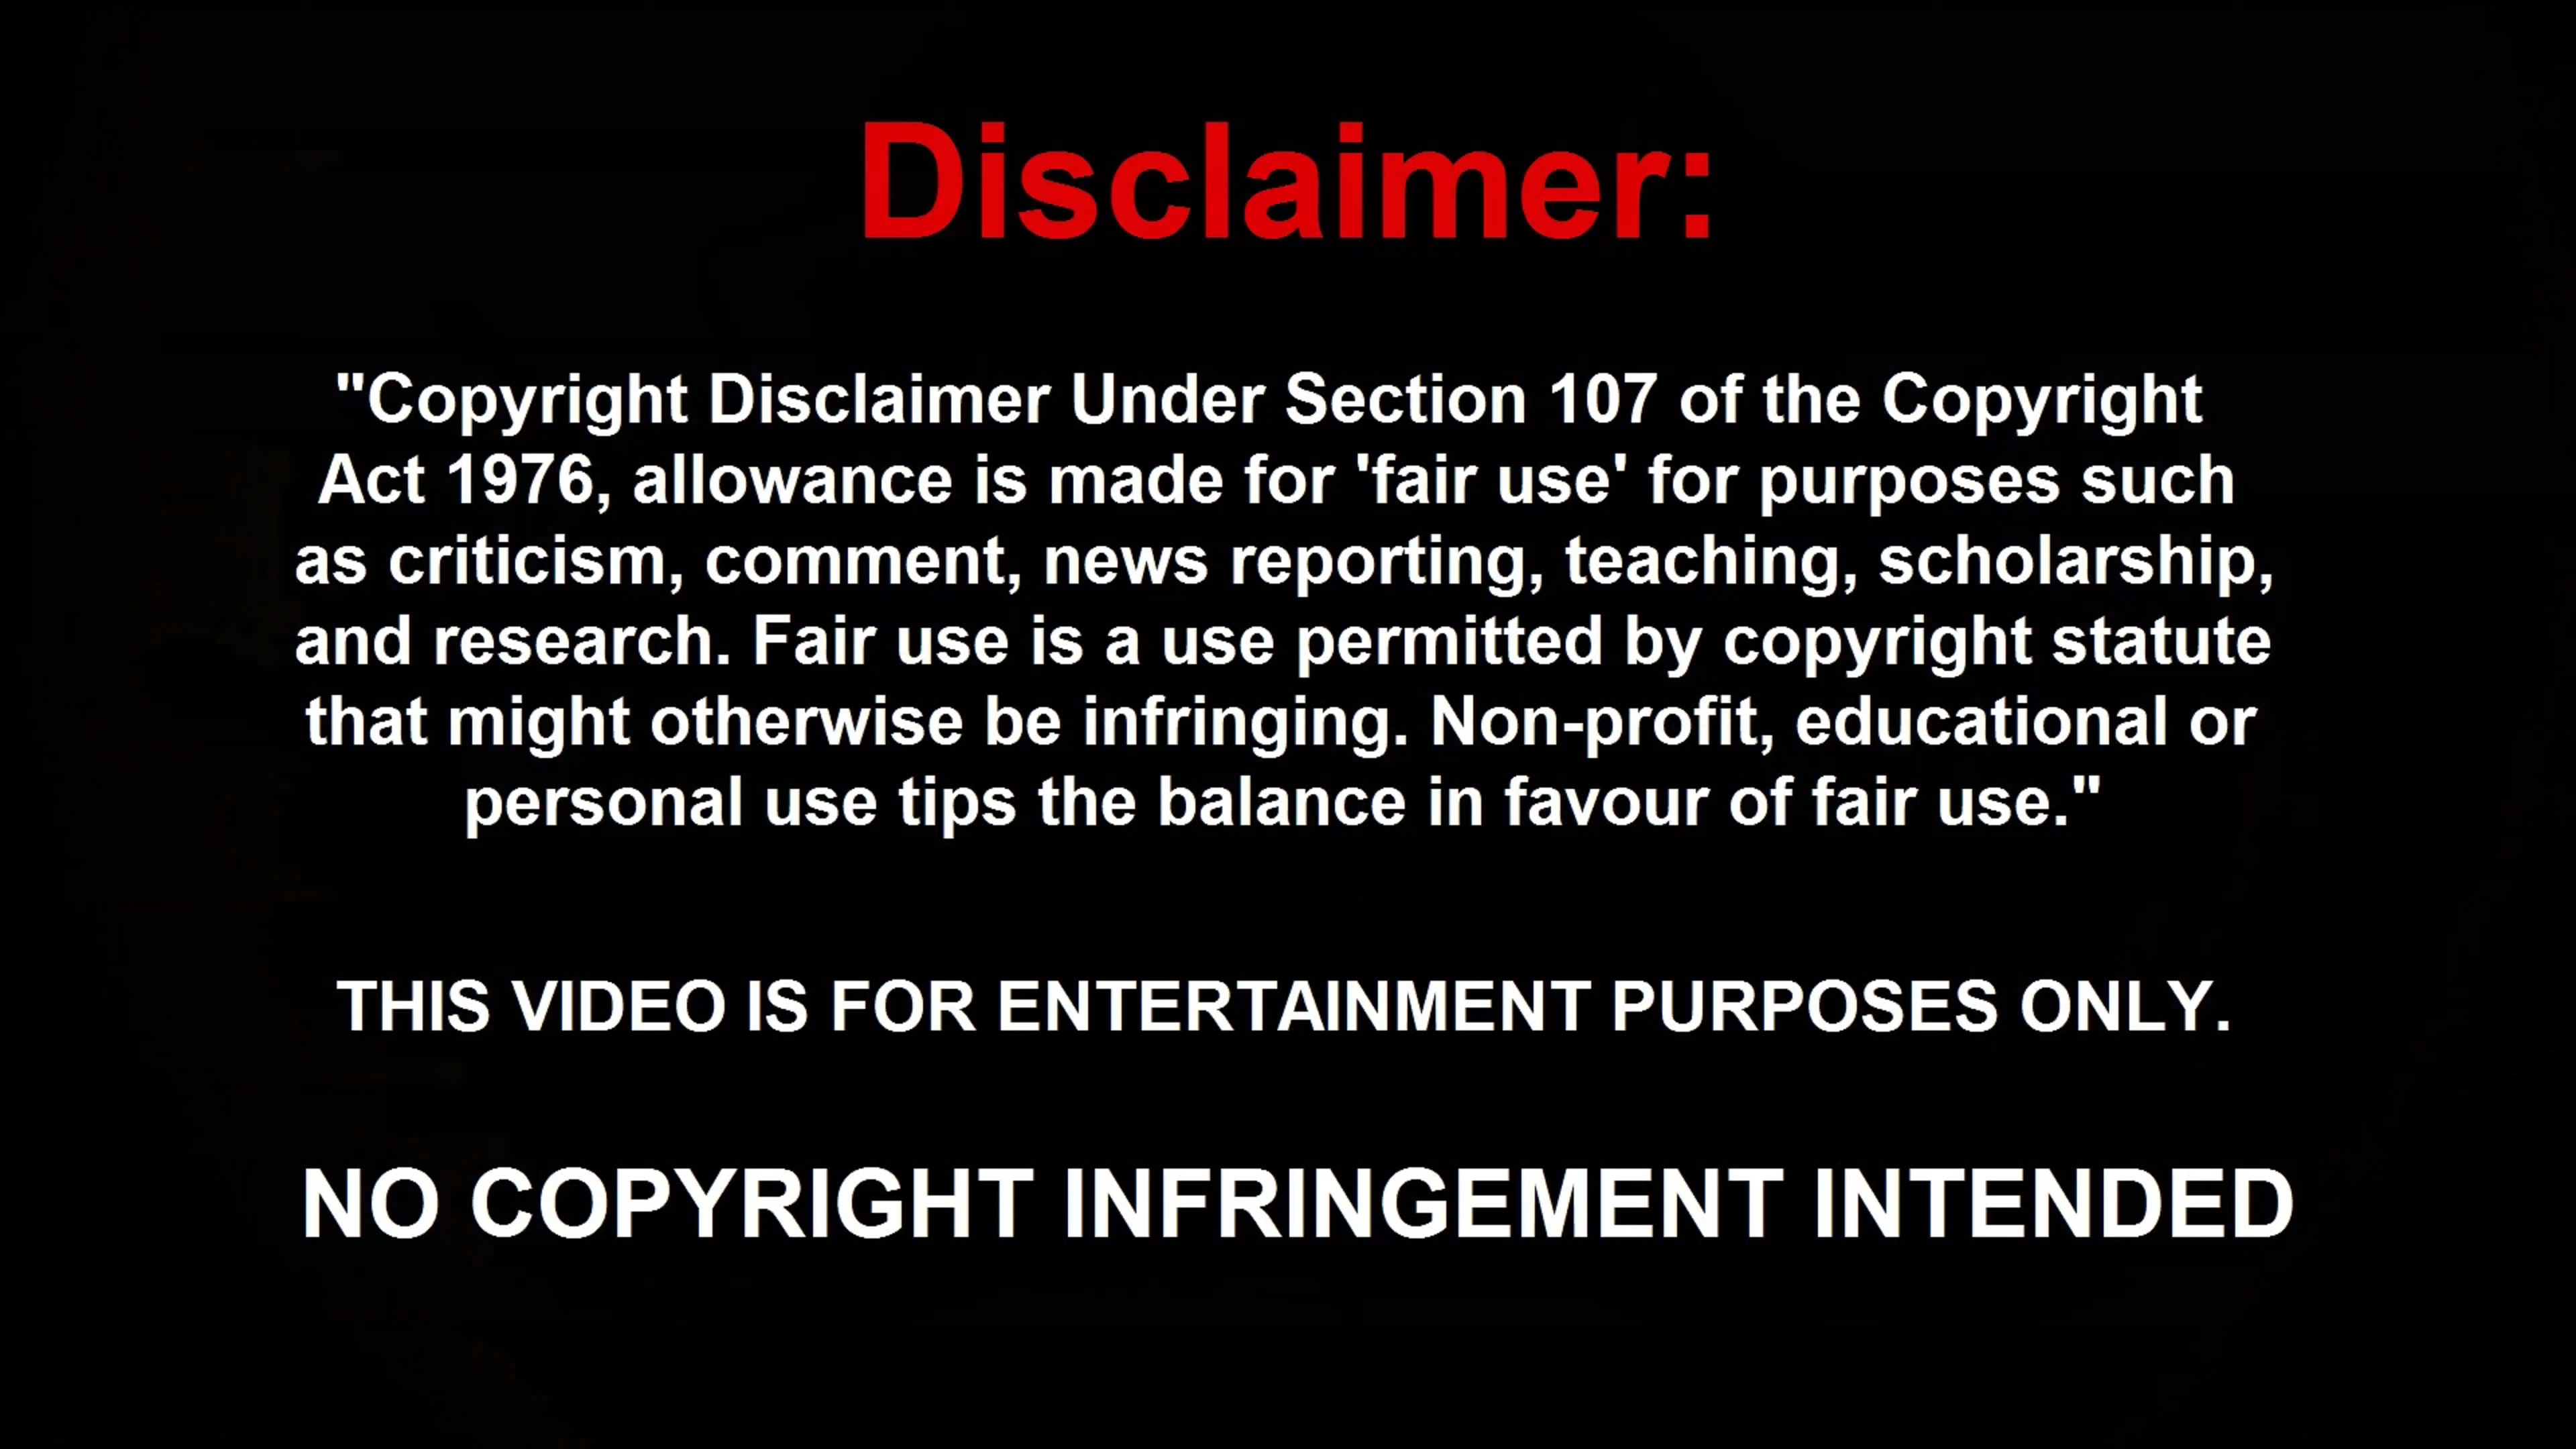 Disclaimer:
"Copyright Disclaimer Under Section 107 of the Copyright
Act 1976, allowance is made for 'fair use' for purposes such
as criticism, comment, news reporting, teaching, scholarship,
and research. Fair use is a use permitted by copyright statute
that might otherwise be infringing. Non-profit, educational or
personal use tips the balance in favour of fair use."
THIS VIDEO IS FOR ENTERTAINMENT PURPOSES ONLY.
NO COPYRIGHT INFRINGEMENT INTENDED